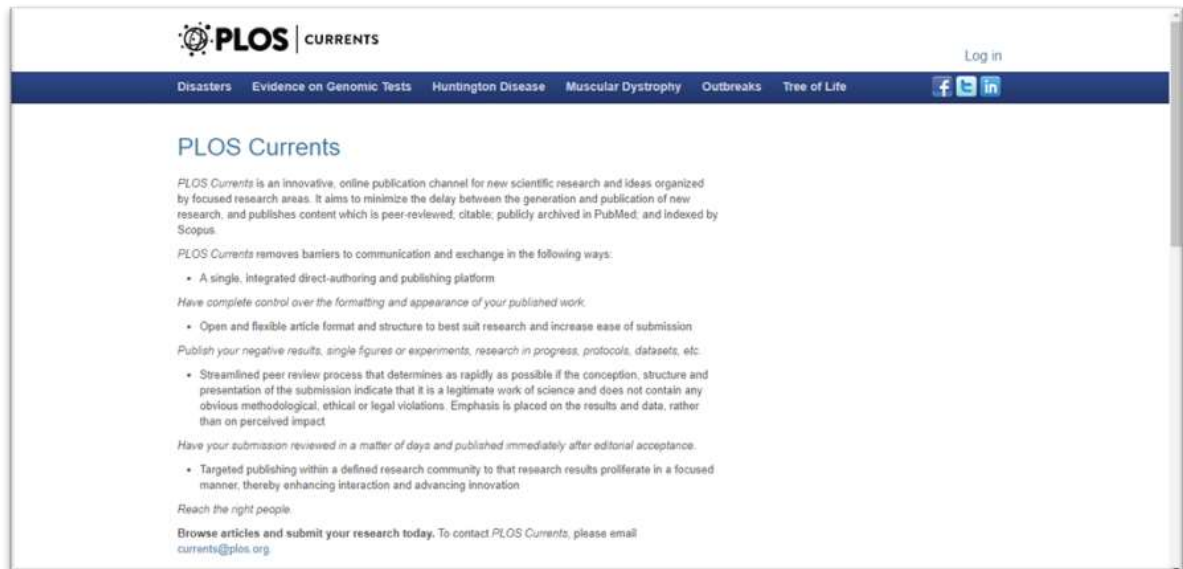 PLOS | CURRENTS
Log in
Disasters Evidence on Genomic Tests Huntington Disease Muscular Dystrophy Outbreaks Tree of Life
PLOS Currents
PLOS Currents is an innovative, online publication channel for new scientific research and ideas organized
by focused research areas. It aims to minimize the delay between the generation and publication of new
research, and publishes content which is peer-reviewed; citable; publicly archived in PubMed; and indexed by
Scopus.
PLOS Currents removes barriers to communication and exchange in the following ways:
• A single, integrated direct-authoring and publishing platform
Have complete control over the formatting and appearance of your published work.
• Open and flexible article format and structure to best suit research and increase ease of submission
Publish your negative results, single figures or experiments, research in progress, protocols, datasets, etc.
• Streamlined peer review process that determines as rapidly as possible if the conception, structure and
presentation of the submission indicate that it is a legitimate work of science and does not contain any
obvious methodological, ethical or legal violations. Emphasis is placed on the results and data, rather
than on perceived impact
Have your submission reviewed in a matter of days and published immediately after editorial acceptance.
• Targeted publishing within a defined research community to that research results proliferate in a focused
manner, thereby enhancing interaction and advancing innovation
Reach the right people.
Browse articles and submit your research today. To contact PLOS Currents, please email
currents@plos.org.